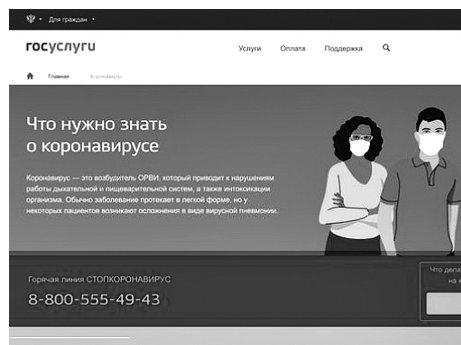 Для граждан
госуслуги
Услуги Оплата Поддержка
Главная Коронавирус
Что нужно знать
о коронавирусе
Коронавирус — это возбудитель ОРВИ, который приводит к нарушениям
работы дыхательной и пищеварительной систем, а также интоксикации
организма. Обычно заболевание протекает в легкой форме, но у
некоторых пациентов возникают осложнения в виде вирусной пневмонии.
Горячая линия СТОПКОРОНАВИРУС
8-800-555-49-43
Что дела
на к